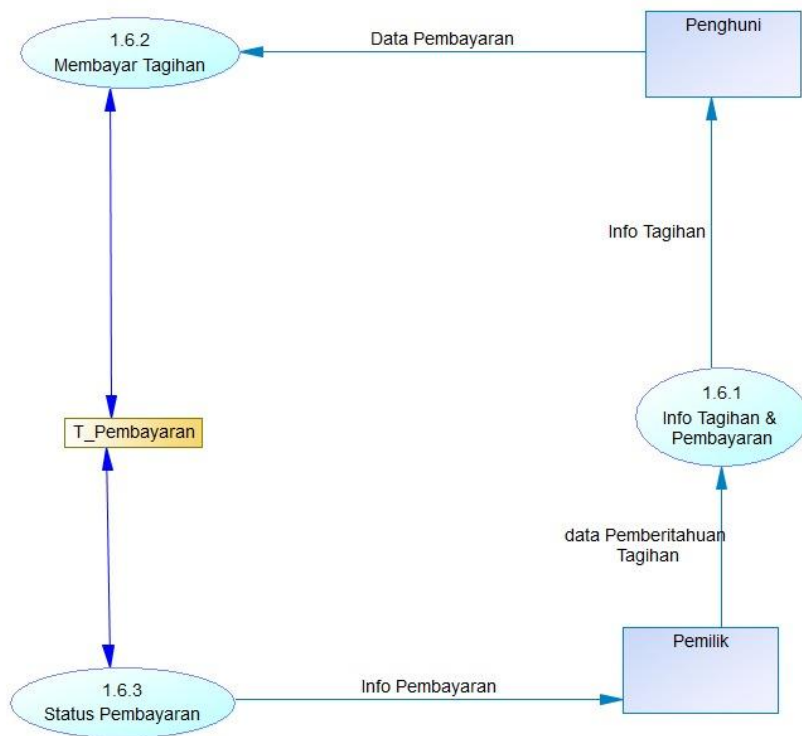 1.6.2
Membayar Tagihan
Data Pembayaran
Penghuni
Info Tagihan
1.6.1
Info Tagihan &
Pembayaran
T_Pembayaran
data Pemberitahuan
Tagihan
Pemilik
1.6.3
Status Pembayaran
Info Pembayaran